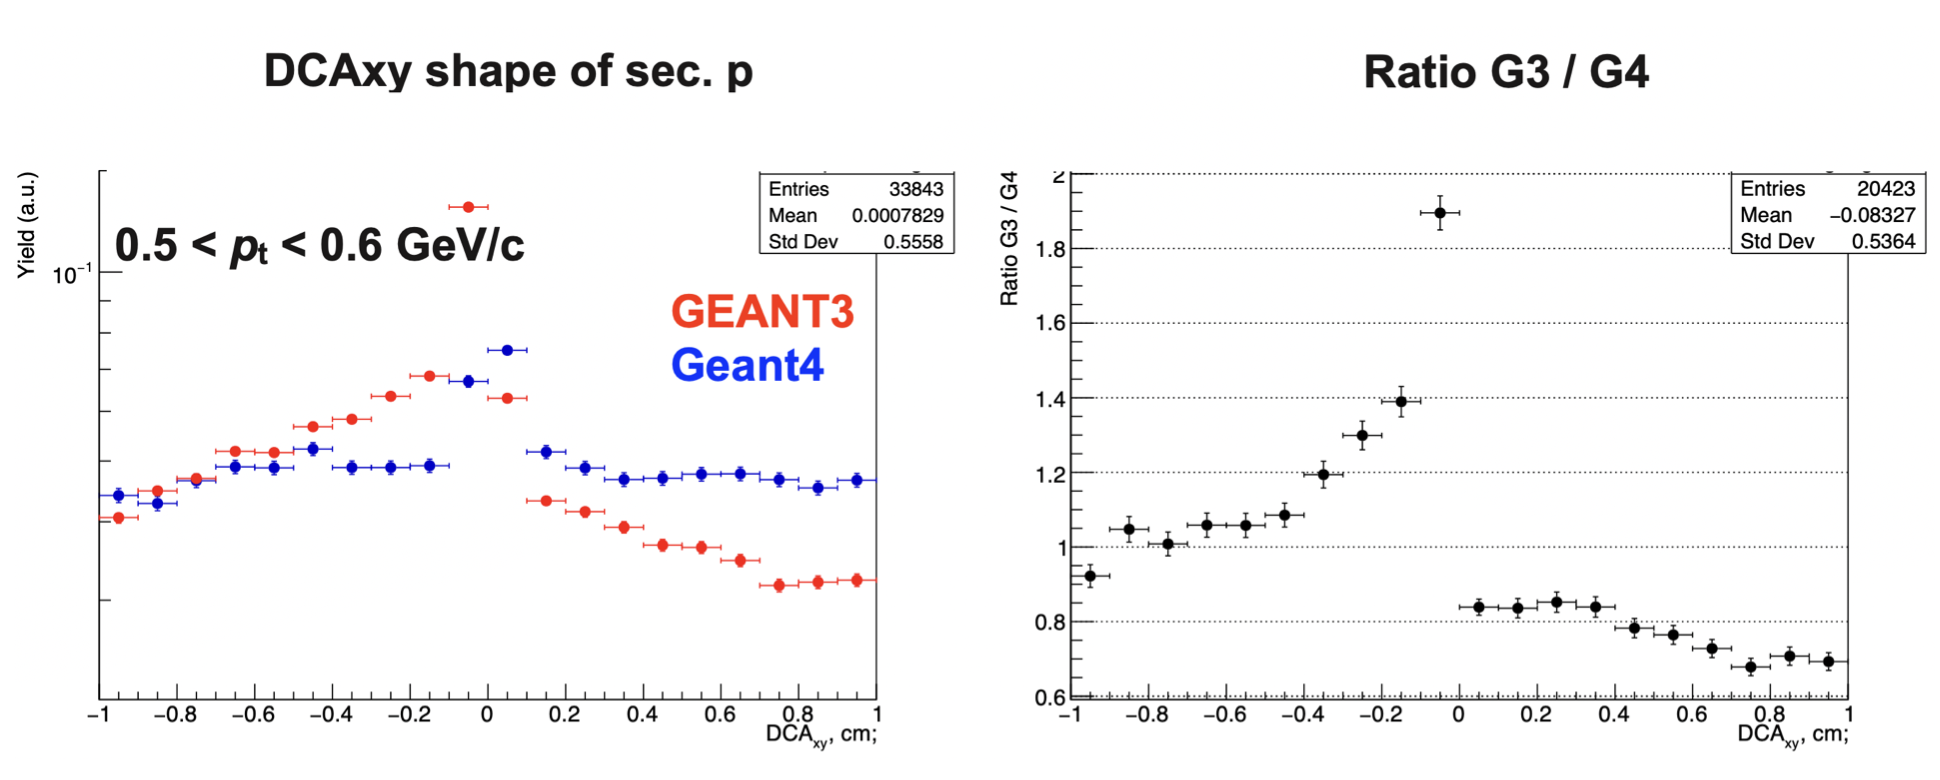 DCAxy shape of sec. p
Ratio G3 / G4
Yield (a.u.)
Entries 33843
Mean 0.0007829
Std Dev 0.5558
0.5 < pt < 0.6 GeV/c
10−1
GEANT3
Geant4
−1 −0.8 −0.6 −0.4 −0.2 0 0.2 0.4 0.6 0.8 1
DCAxy, cm;
Ratio G3 / G4
Entries 20423
Mean −0.08327
Std Dev 0.5364
2
1.8
1.6
1.4
1.2
1
0.8
0.6
−1 −0.8 −0.6 −0.4 −0.2 0 0.2 0.4 0.6 0.8 1
DCAxy, cm;